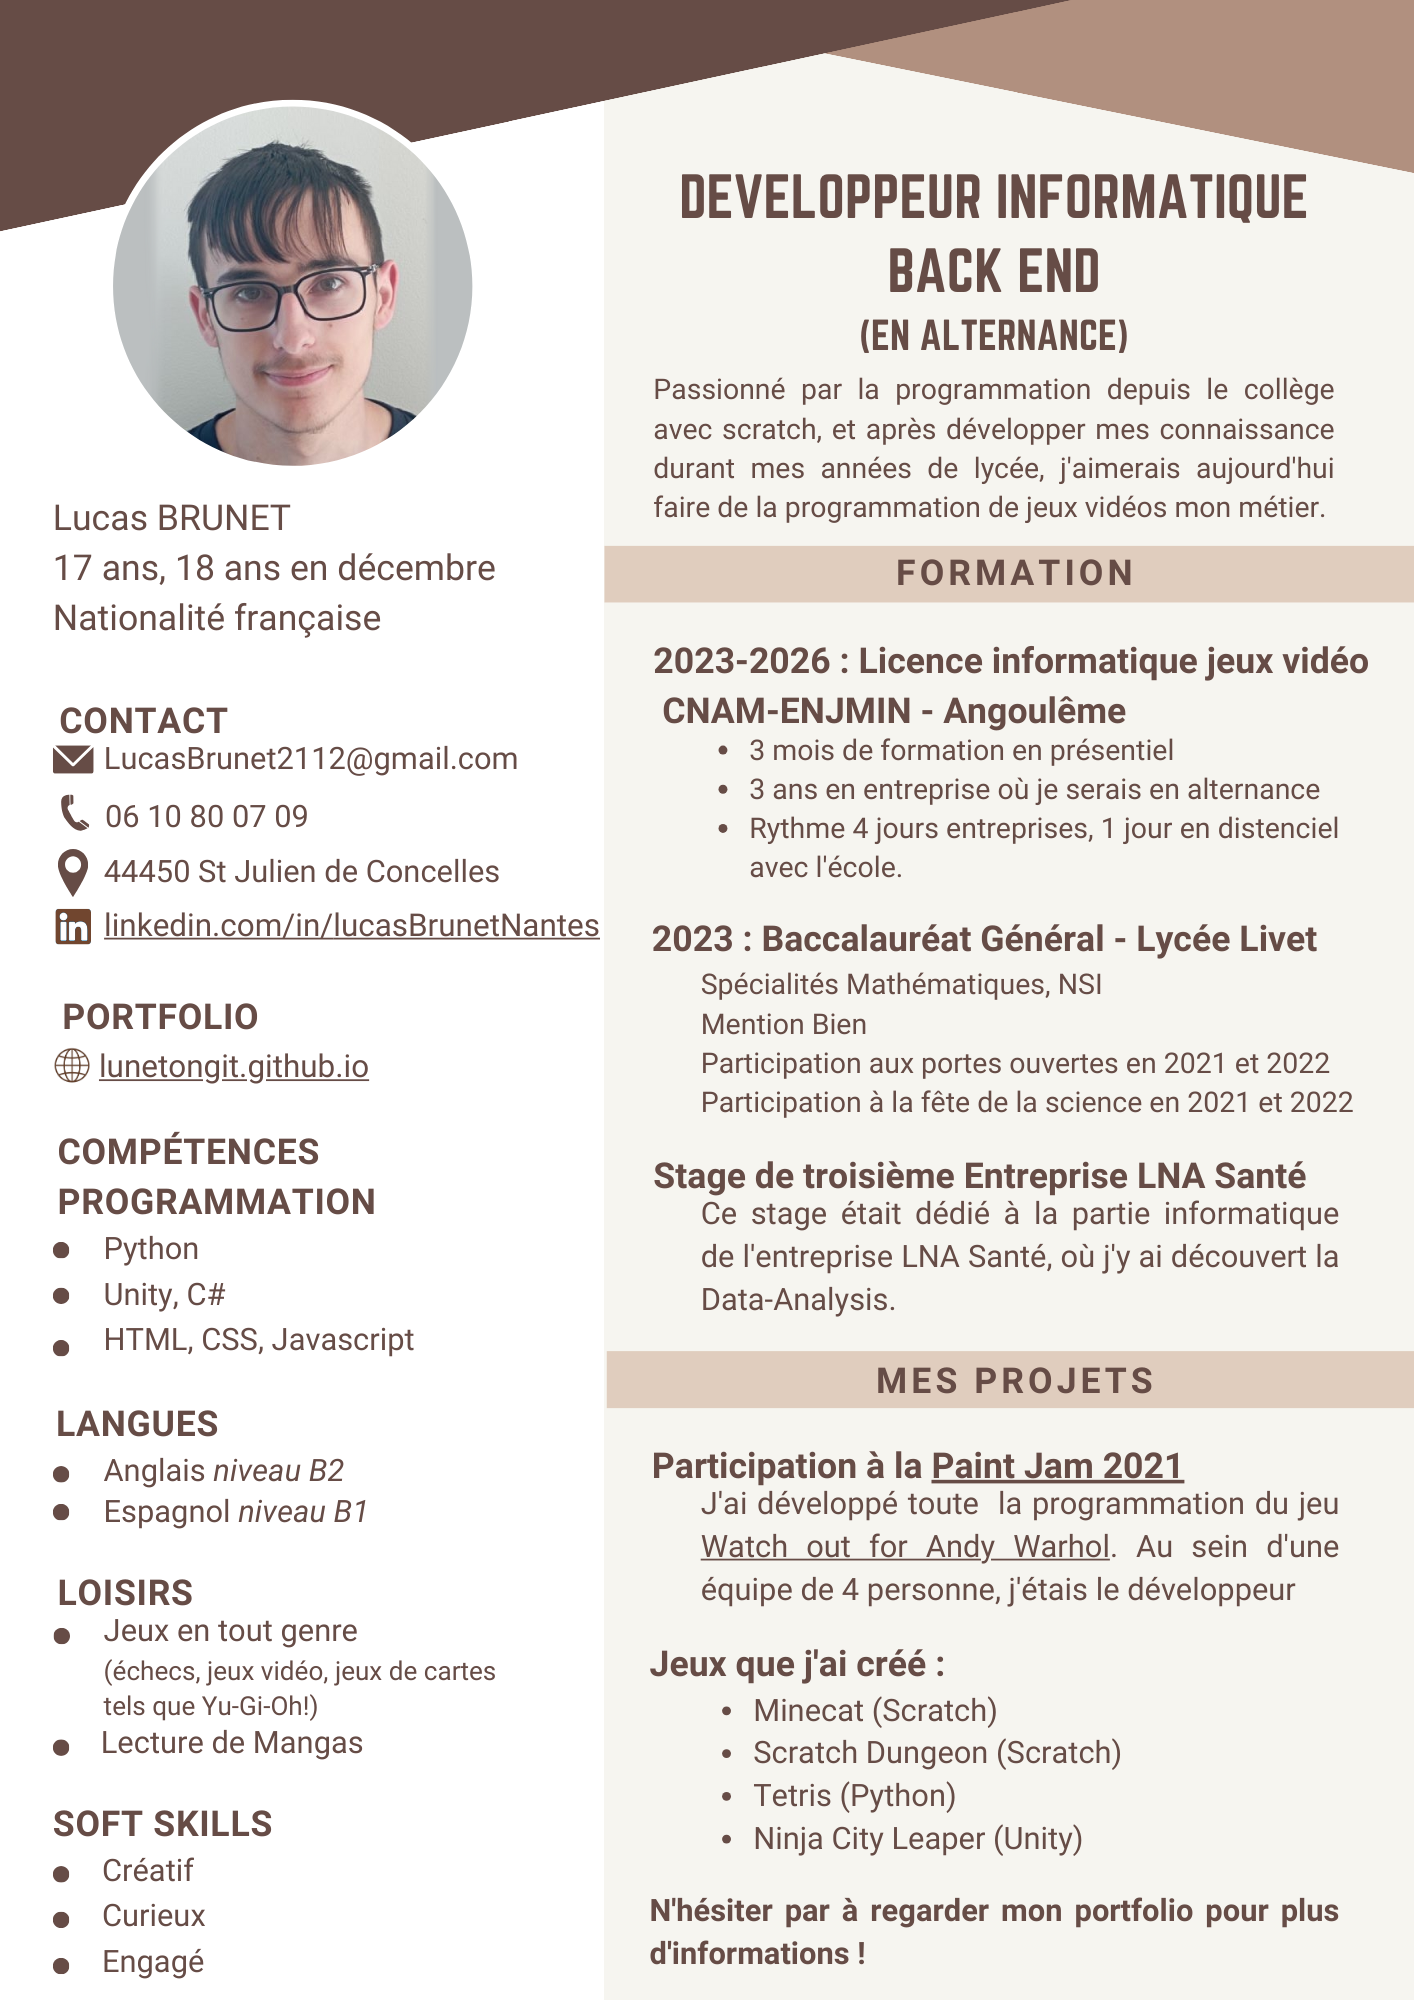 Lucas BRUNET
17 ans, 18 ans en décembre
Nationalité française
CONTACT
LucasBrunet2112@gmail.com
06 10 80 07 09
44450 St Julien de Concelles
in linkedin.com/in/lucasBrunetNantes
PORTFOLIO
lunetongit.github.io
COMPÉTENCES
PROGRAMMATION
Python
Unity, C#
HTML, CSS, Javascript
LANGUES
Anglais niveau B2
Espagnol niveau B1
LOISIRS
Jeux en tout genre
(échecs, jeux vidéo, jeux de cartes
tels que Yu-Gi-Oh!)
Lecture de Mangas
SOFT SKILLS
Créatif
Curieux
Engagé
DEVELOPPEUR INFORMATIQUE
BACK END
(EN ALTERNANCE)
Passionné par la programmation depuis le collège
avec scratch, et après développer mes connaissance
durant mes années de lycée, j'aimerais aujourd'hui
faire de la programmation de jeux vidéos mon métier.
FORMATION
2023-2026 : Licence informatique jeux vidéo
CNAM-ENJMIN - Angoulême
• 3 mois de formation en présentiel
• 3 ans en entreprise où je serais en alternance
• Rythme 4 jours entreprises, 1 jour en distenciel
avec l'école.
2023 : Baccalauréat Général - Lycée Livet
Spécialités Mathématiques, NSI
Mention Bien
Participation aux portes ouvertes en 2021 et 2022
Participation à la fête de la science en 2021 et 2022
Stage de troisième Entreprise LNA Santé
Ce stage était dédié à la partie informatique
de l'entreprise LNA Santé, où j'y ai découvert la
Data-Analysis.
MES PROJETS
Participation à la Paint Jam 2021
J'ai développé toute la programmation du jeu
Watch out for Andy Warhol. Au sein d'une
équipe de 4 personne, j'étais le développeur
Jeux que j'ai créé :
• Minecat (Scratch)
• Scratch Dungeon (Scratch)
• Tetris (Python)
• Ninja City Leaper (Unity)
N'hésiter par à regarder mon portfolio pour plus
d'informations !